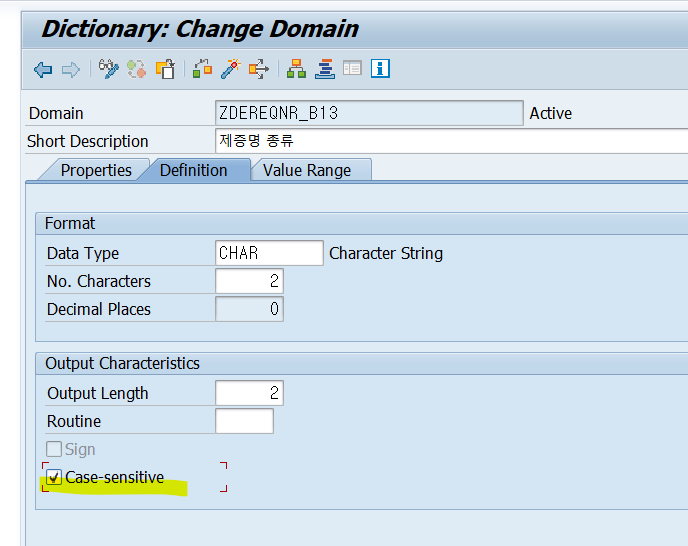 Dictionary: Change Domain
Domain ZDEREQNR_B13 Active
Short Description 제증명 종류
Properties Definition Value Range
Format
Data Type CHAR Character String
No. Characters 2
Decimal Places 0
Output Characteristics
Output Length 2
Routine
Sign
Case-sensitive